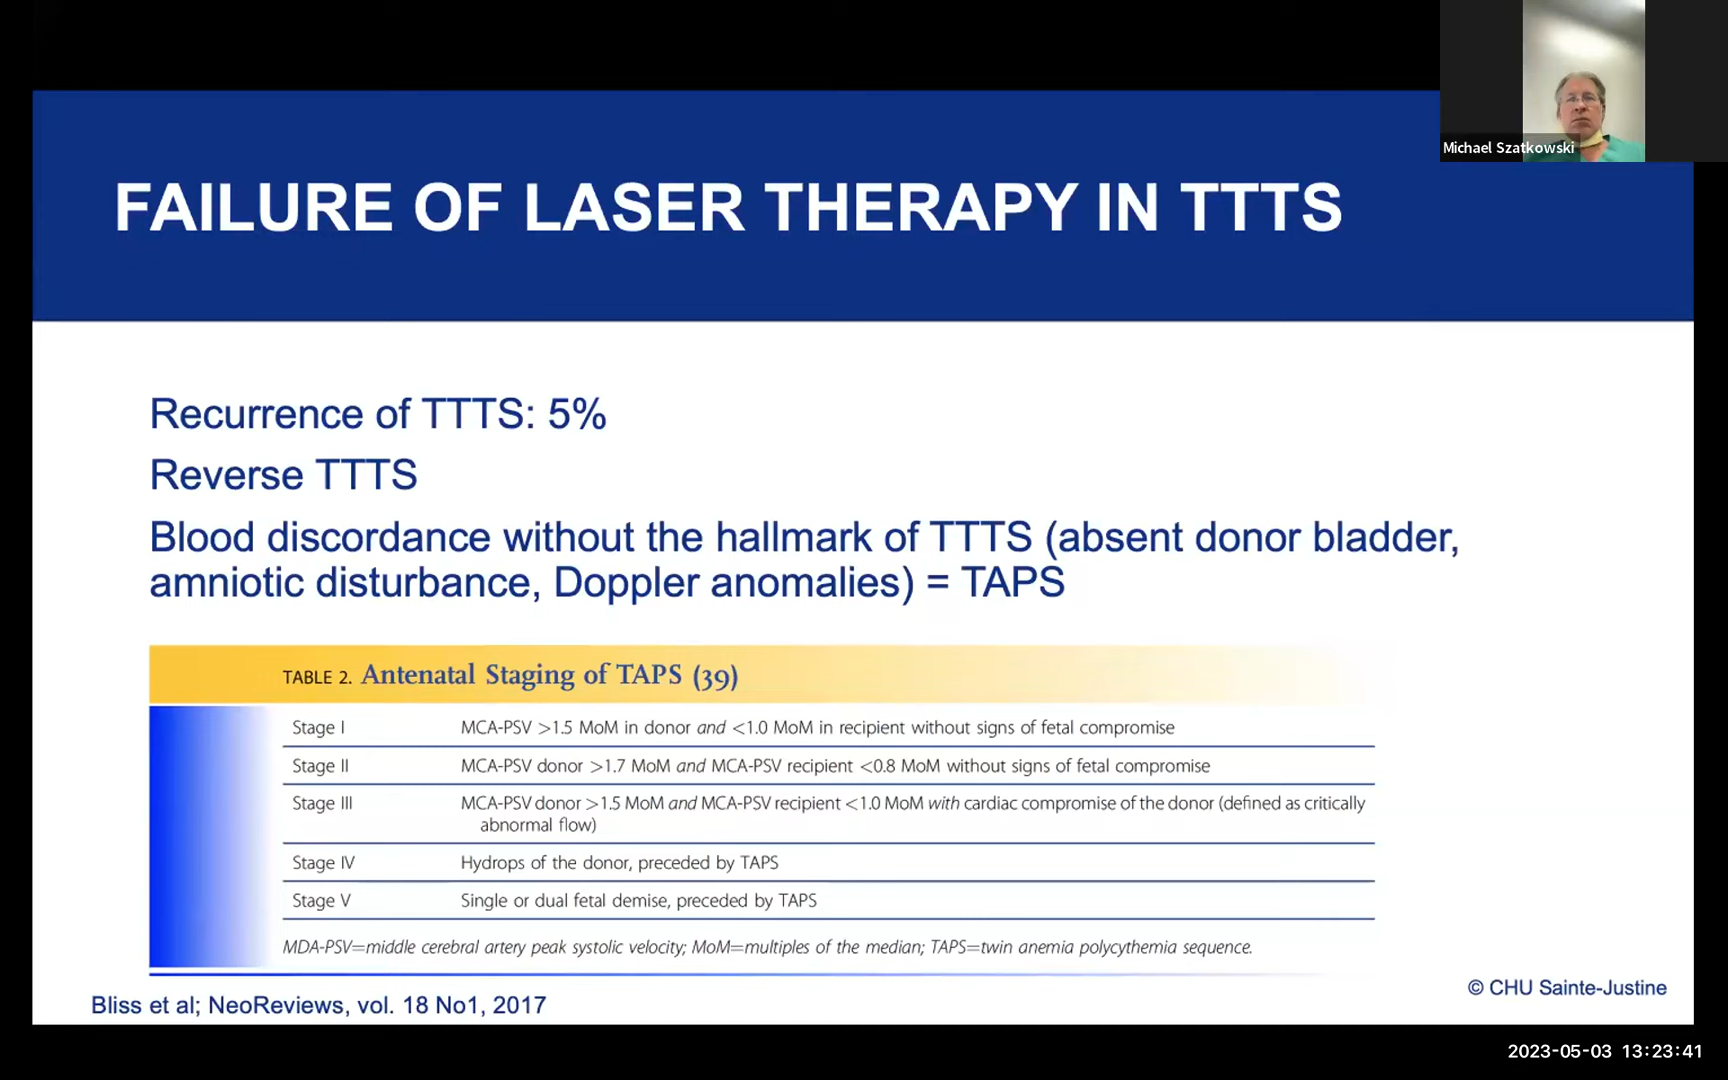 Michael Szatkowski
FAILURE OF LASER THERAPY IN TTTS
Recurrence of TTTS: 5%
Reverse TTTS
Blood discordance without the hallmark of TTTS (absent donor bladder,
amniotic disturbance, Doppler anomalies) = TAPS
TABLE 2. Antenatal Staging of TAPS (39)
Stage I MCA-PSV >1.5 MoM in donor and <1.0 MoM in recipient without signs of fetal compromise
Stage II MCA-PSV donor >1.7 MoM and MCA-PSV recipient <0.8 MoM without signs of fetal compromise
Stage III MCA-PSV donor >1.5 MoM and MCA-PSV recipient <1.0 MoM with cardiac compromise of the donor (defined as critically
abnormal flow)
Stage IV Hydrops of the donor, preceded by TAPS
Stage V Single or dual fetal demise, preceded by TAPS
MDA-PSV=middle cerebral artery peak systolic velocity; MoM=multiples of the median; TAPS=twin anemia polycythemia sequence.
© CHU Sainte-Justine
Bliss et al; NeoReviews, vol. 18 No1, 2017
2023-05-03 13:23:41